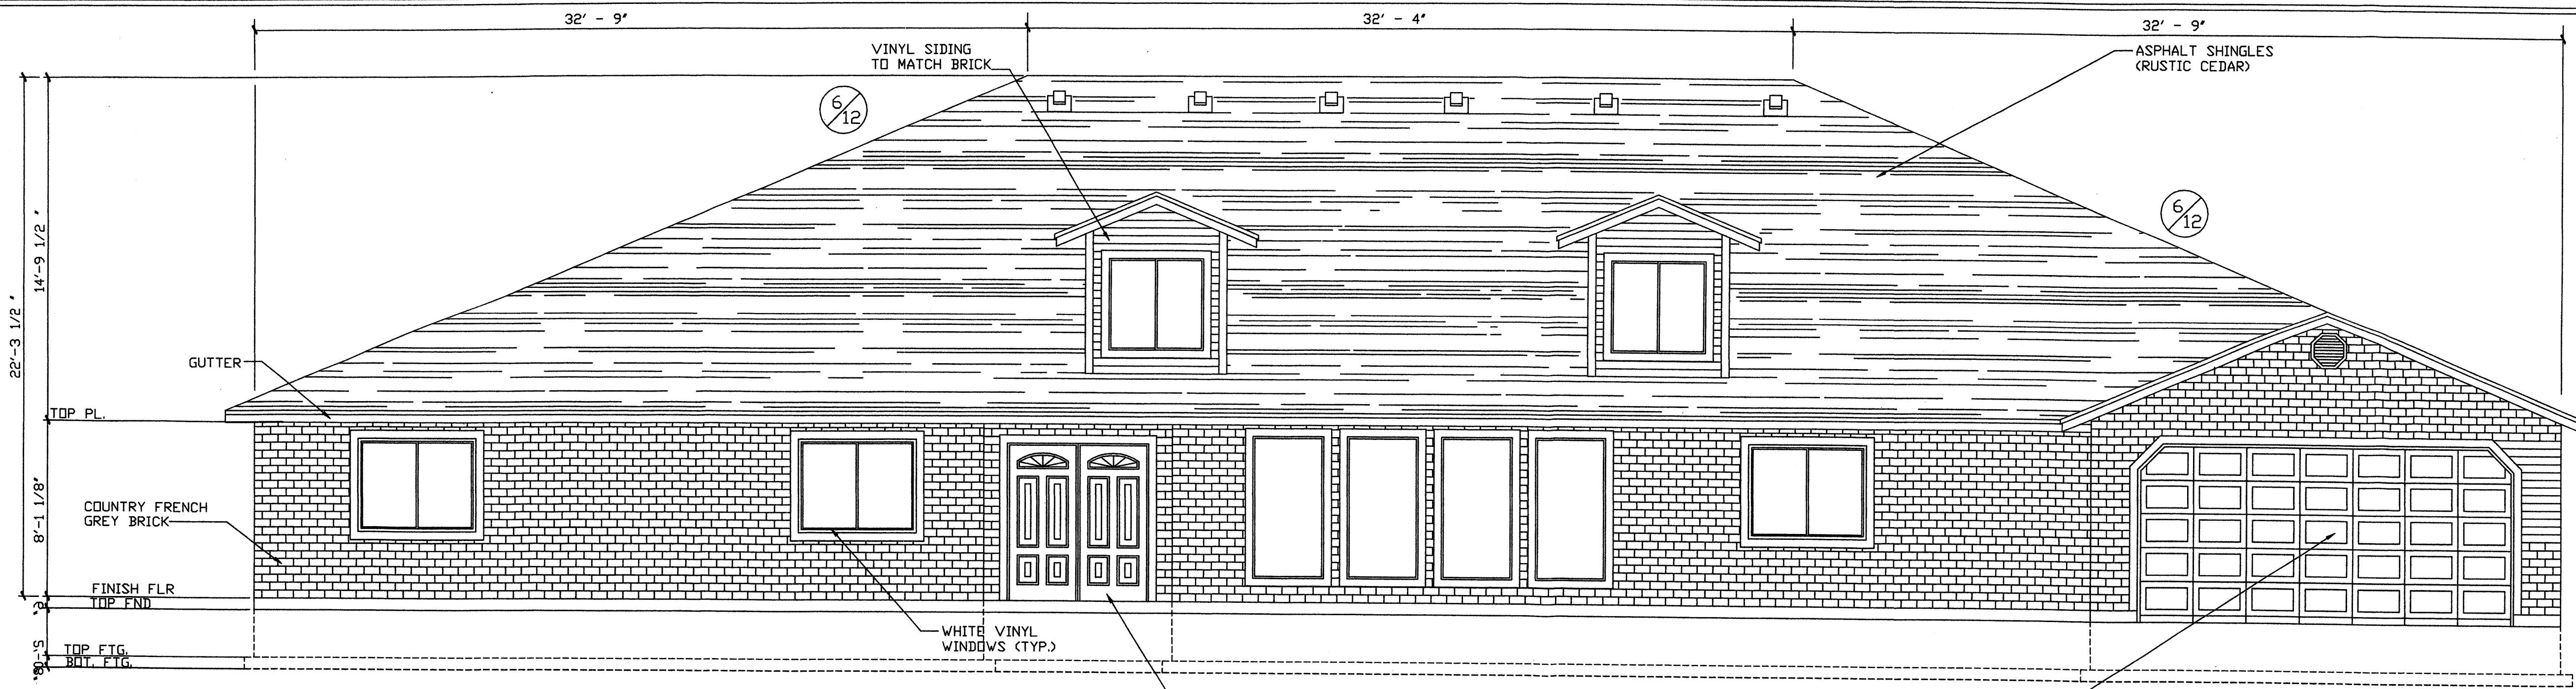 32' - 9"
32' - 4"
32' - 9"
VINYL SIDING
TO MATCH BRICK
ASPHALT SHINGLES
(RUSTIC CEDAR)
6/12
6/12
14'-9 1/2 "
22'-3 1/2 "
GUTTER
TOP PL.
8'-1 1/8"
COUNTRY FRENCH
GREY BRICK
FINISH FLR
TOP FND
TOP FTG.
BOT. FTG.
WHITE VINYL
WINDOWS (TYP.)